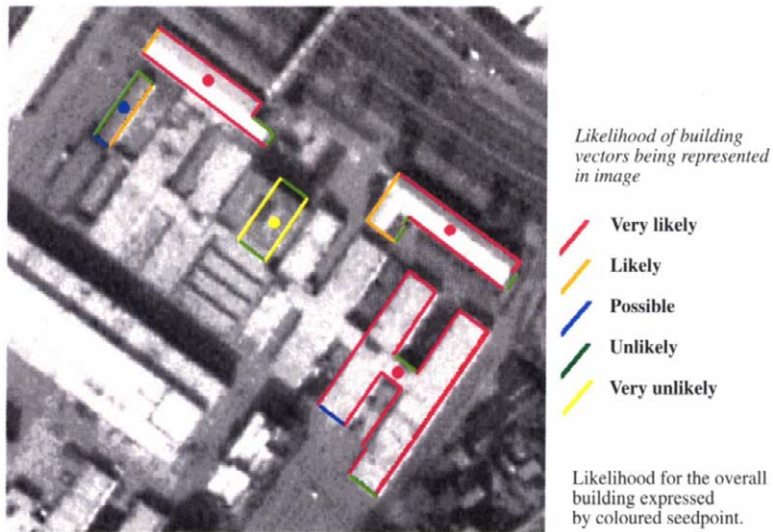 Likelihood of building
vectors being represented
in image
Very likely
Likely
Possible
Unlikely
Very unlikely
Likelihood for the overall
building expressed
by coloured seedpoint.